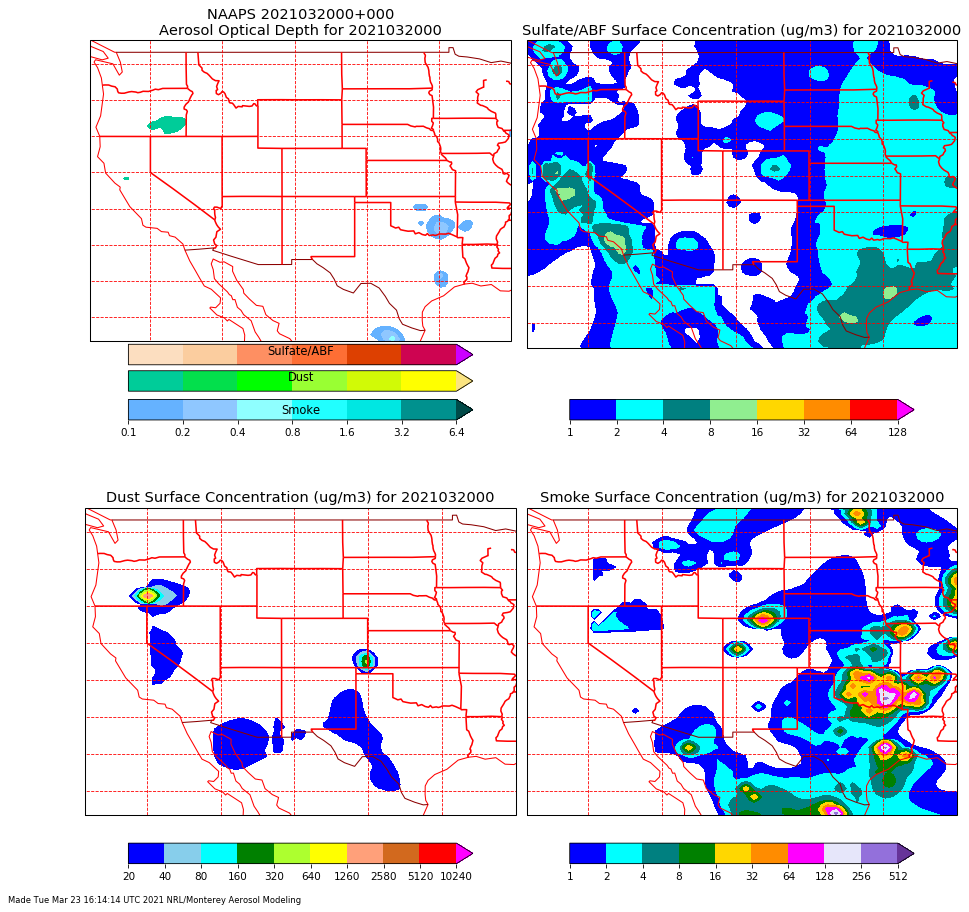 NAAPS 2021032000+000
Aerosol Optical Depth for 2021032000
Sulfate/ABF Surface Concentration (ug/m3) for 2021032000
Sulfate/ABF
Dust
Smoke
0.1 0.2 0.4 0.8 1.6 3.2 6.4
1 2 4 8 16 32 64 128
Dust Surface Concentration (ug/m3) for 2021032000
Smoke Surface Concentration (ug/m3) for 2021032000
20 40 80 160 320 640 1260 2580 5120 10240
1 2 4 8 16 32 64 128 256 512
Made Tue Mar 23 16:14:14 UTC 2021 NRL/Monterey Aerosol Modeling